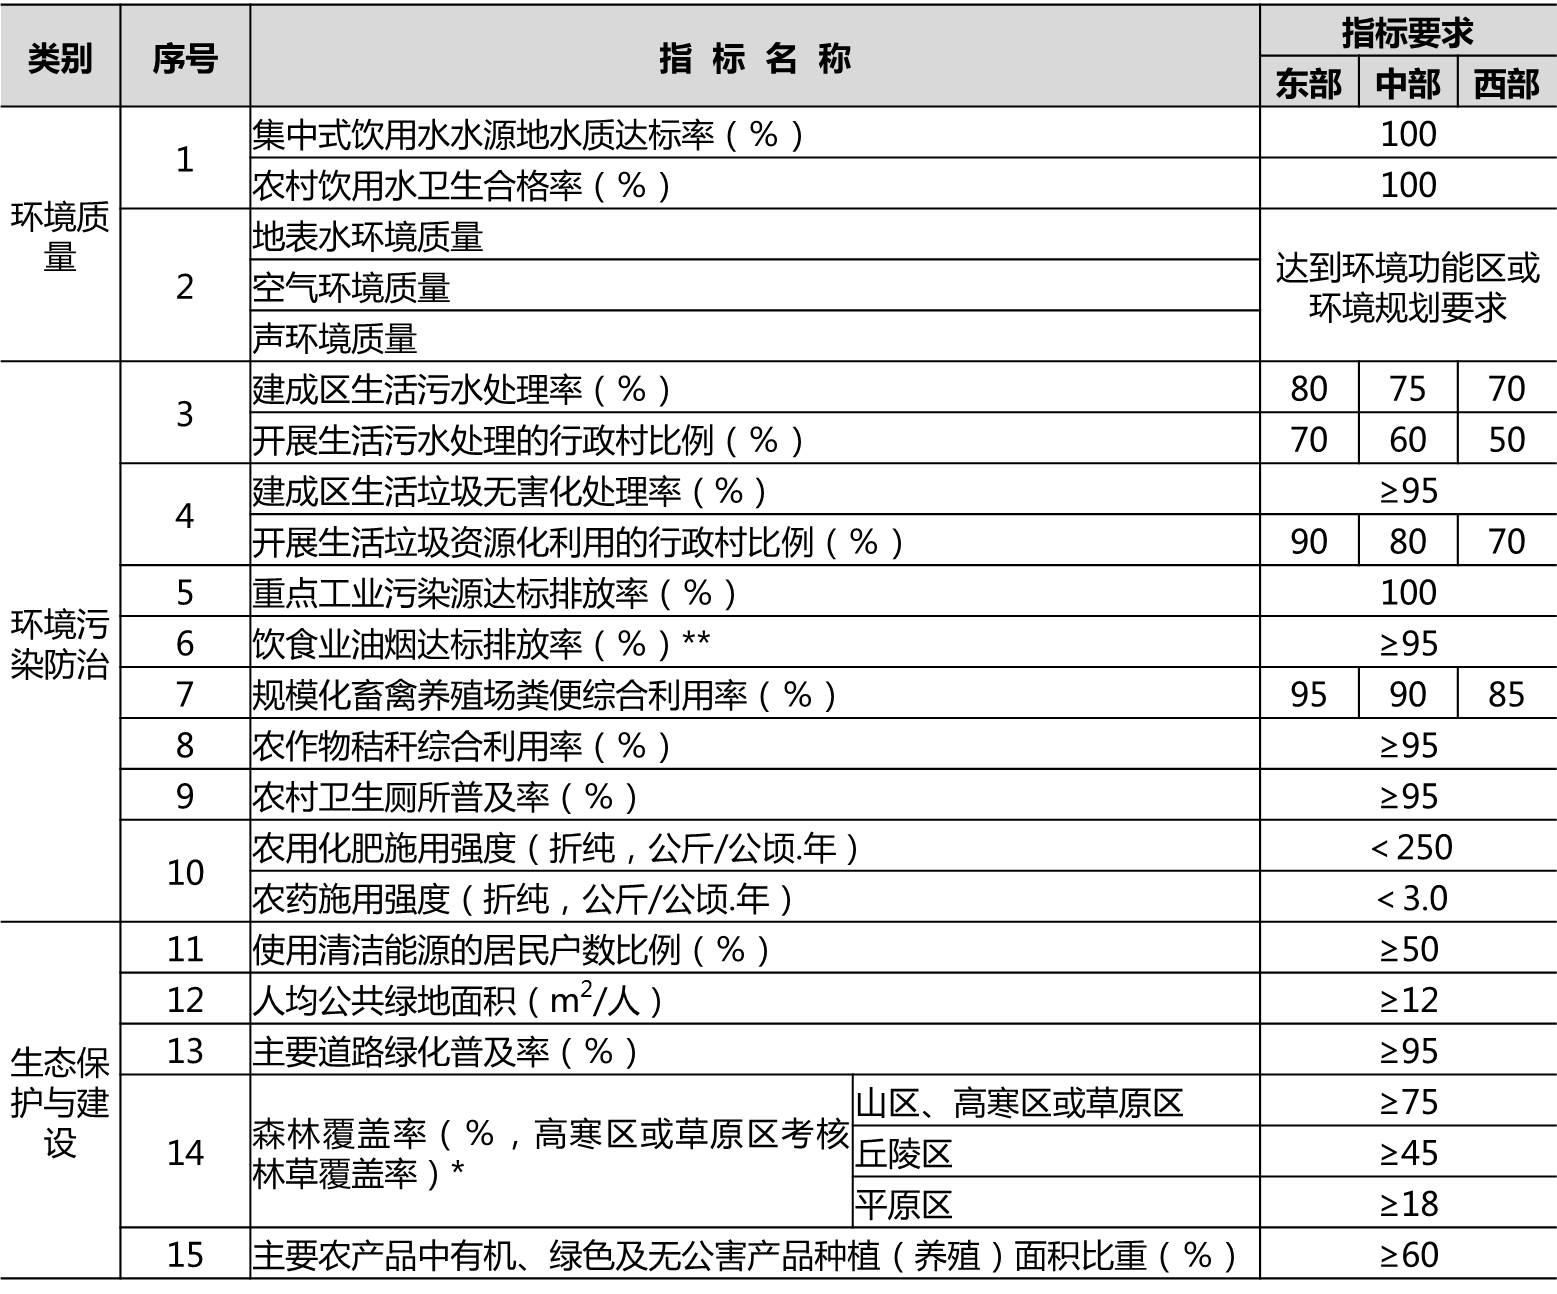 类别 序号 指 标 名 称 指标要求
东部 中部 西部
环境质
量
1 集中式饮用水水源地水质达标率（%） 100
农村饮用水卫生合格率（%） 100
2 地表水环境质量
空气环境质量
声环境质量
达到环境功能区或
环境规划要求
环境污
染防治
3 建成区生活污水处理率（%） 80 75 70
开展生活污水处理的行政村比例（%） 70 60 50
4 建成区生活垃圾无害化处理率（%） ≥95
开展生活垃圾资源化利用的行政村比例（%） 90 80 70
5 重点工业污染源达标排放率（%） 100
6 饮食业油烟达标排放率（%）** ≥95
7 规模化畜禽养殖场粪便综合利用率（%） 95 90 85
8 农作物秸秆综合利用率（%） ≥95
9 农村卫生厕所普及率（%） ≥95
10 农用化肥施用强度（折纯，公斤/公顷.年） ＜250
农药施用强度（折纯，公斤/公顷.年） ＜3.0
生态保
护与建
设
11 使用清洁能源的居民户数比例（%） ≥50
12 人均公共绿地面积（m²/人） ≥12
13 主要道路绿化普及率（%） ≥95
14 森林覆盖率（%，高寒区或草原区考核
林草覆盖率）*
山区、高寒区或草原区 ≥75
丘陵区 ≥45
平原区 ≥18
15 主要农产品中有机、绿色及无公害产品种植（养殖）面积比重（%） ≥60